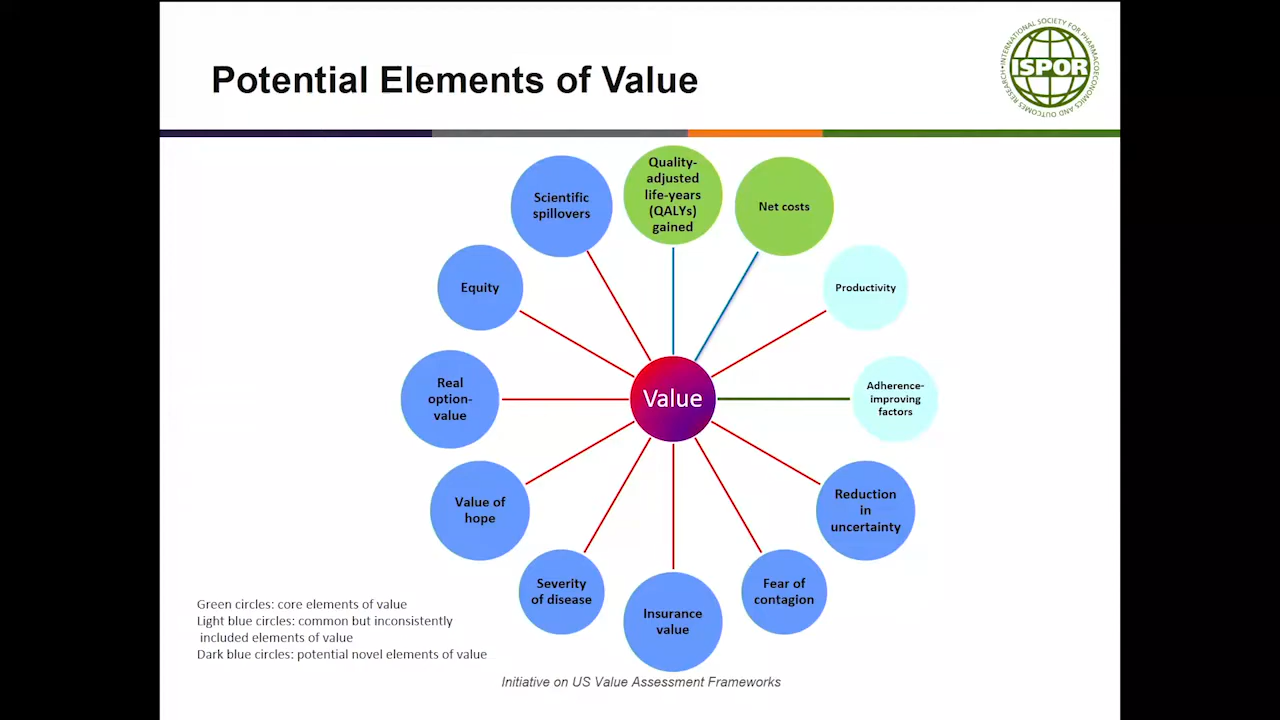 Potential Elements of Value
INTERNATIONAL SOCIETY FOR PHARMACOECONOMICS AND OUTCOMES RESEARCH
ISPOR
Quality-
adjusted
life-years
(QALYs)
gained
Net costs
Productivity
Adherence-
improving
factors
Reduction
in
uncertainty
Fear of
contagion
Insurance
value
Severity
of disease
Value of
hope
Real
option-
value
Equity
Scientific
spillovers
Value
Green circles: core elements of value
Light blue circles: common but inconsistently
included elements of value
Dark blue circles: potential novel elements of value
Initiative on US Value Assessment Frameworks